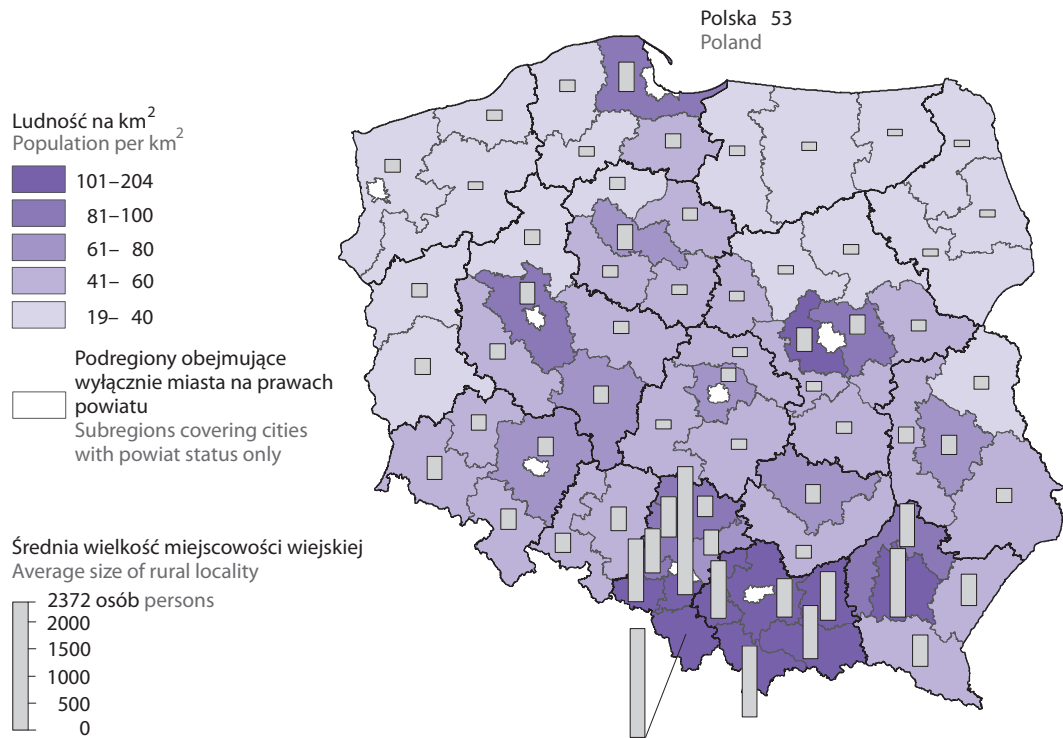 Polska 53
Poland
Ludność na km²
Population per km²
101–204
81–100
61– 80
41– 60
19– 40
Podregiony obejmujące
wyłącznie miasta na prawach
powiatu
Subregions covering cities
with powiat status only
Średnia wielkość miejscowości wiejskiej
Average size of rural locality
2372 osób persons
2000
1500
1000
500
0